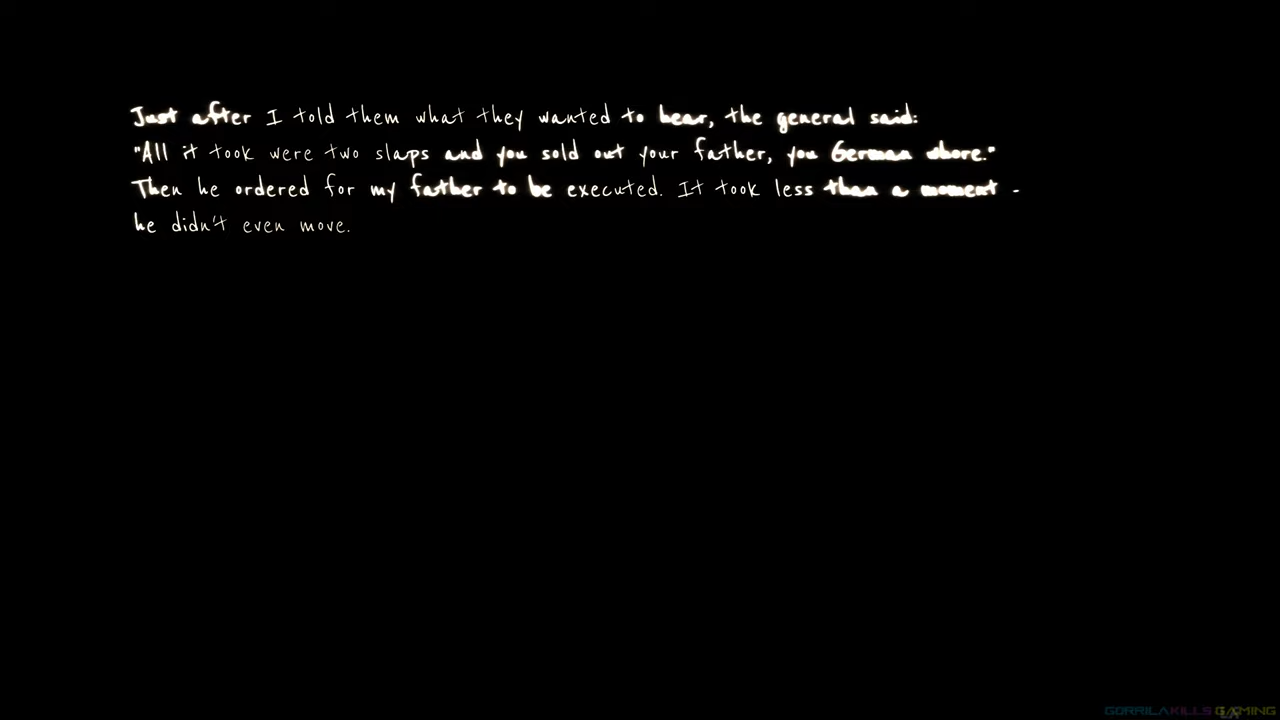 Just after I told them what they wanted to hear, the general said:
"All it took were two slaps and you sold out your father, you German whore."
Then he ordered for my father to be executed. It took less than a moment -
he didn't even move.
GORRILAKILLS GAMING